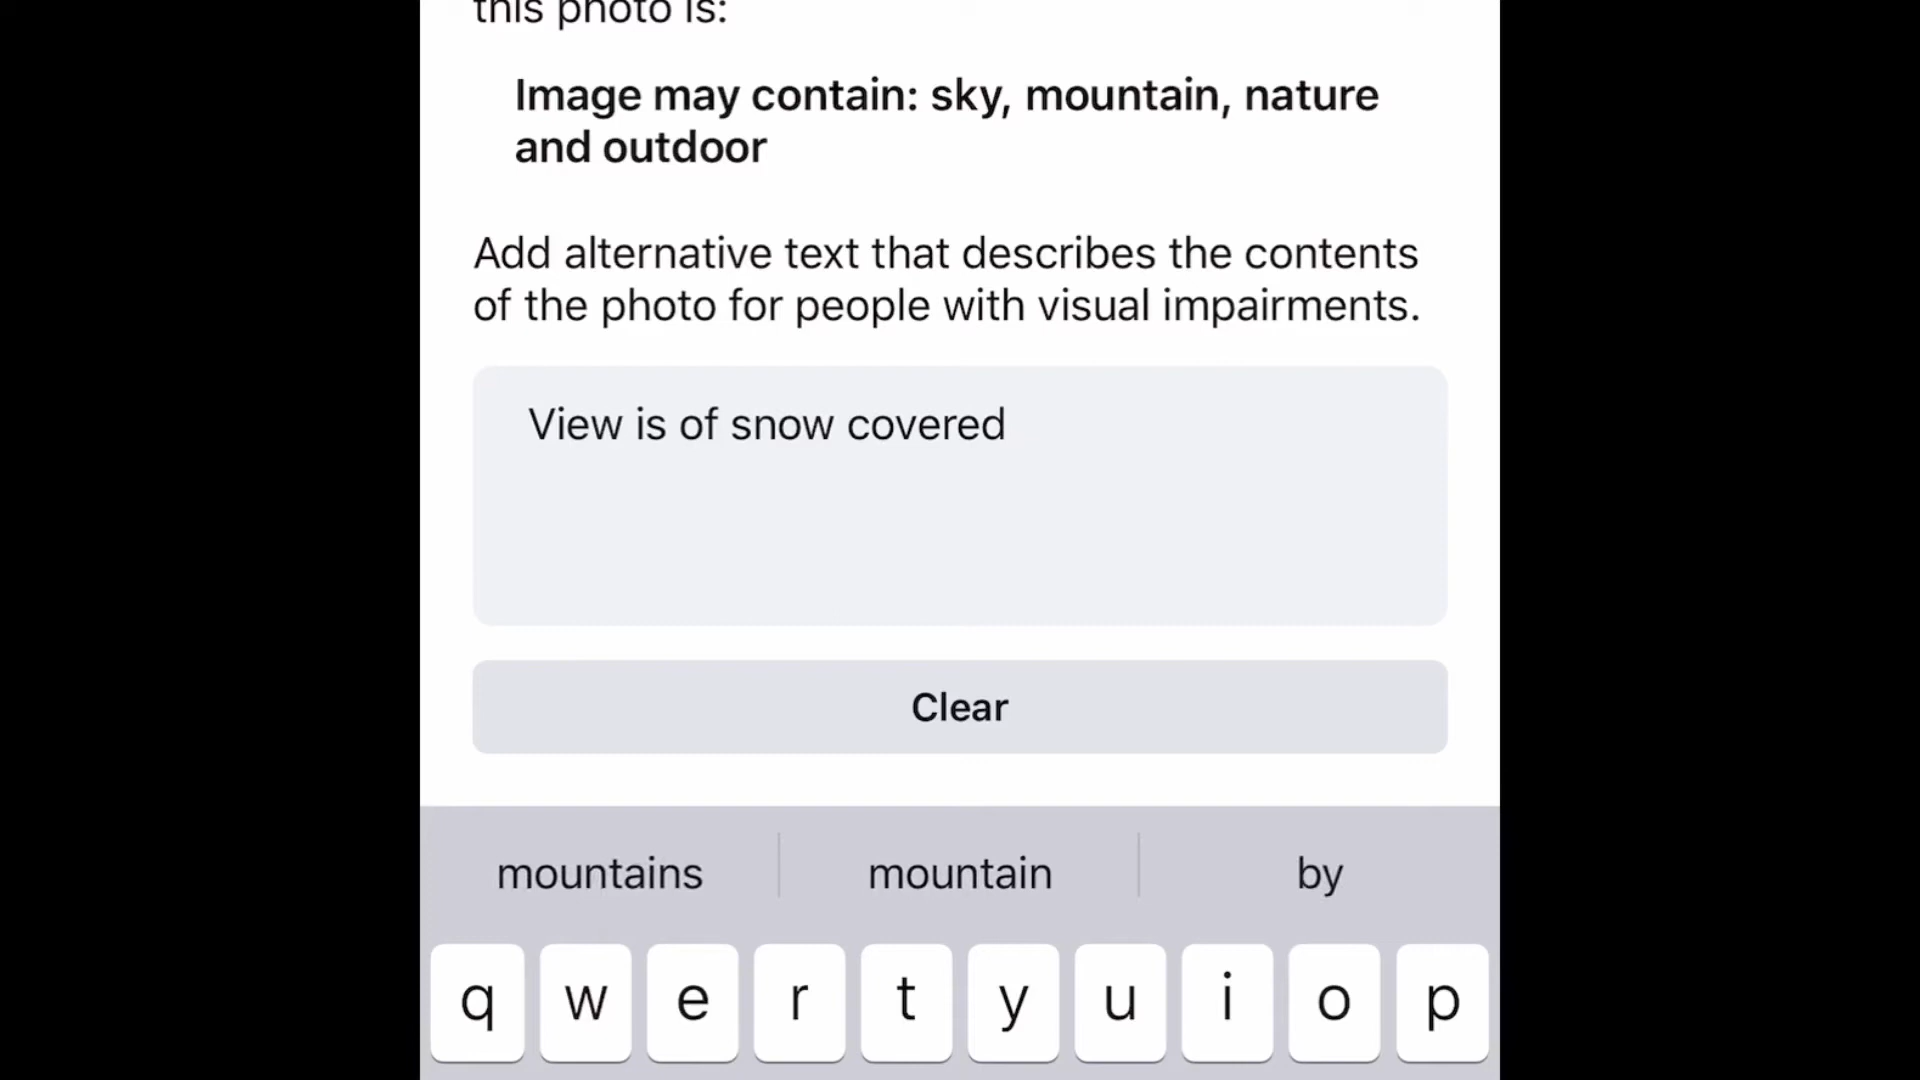 this photo is:
Image may contain: sky, mountain, nature
and outdoor
Add alternative text that describes the contents
of the photo for people with visual impairments.
View is of snow covered
Clear
mountains mountain by
q w e r t y u i o p